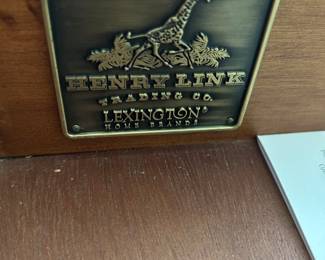 HENRY LINK
TRADING CO.
LEXINGTON®
HOME BRANDS